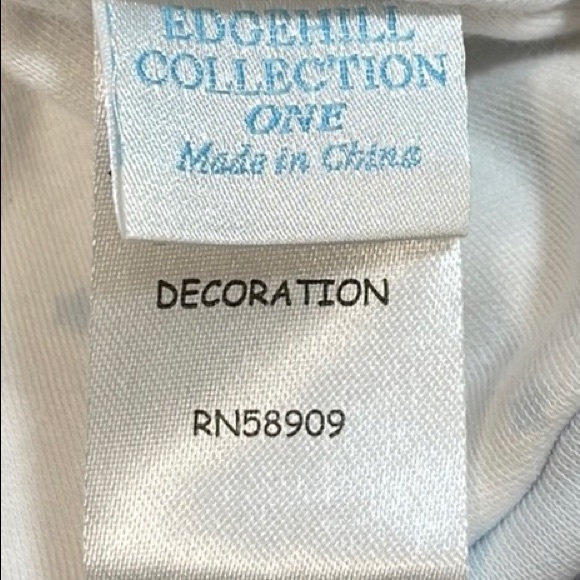 EDGEHILL
COLLECTION
ONE
Made in China
DECORATION
RN58909